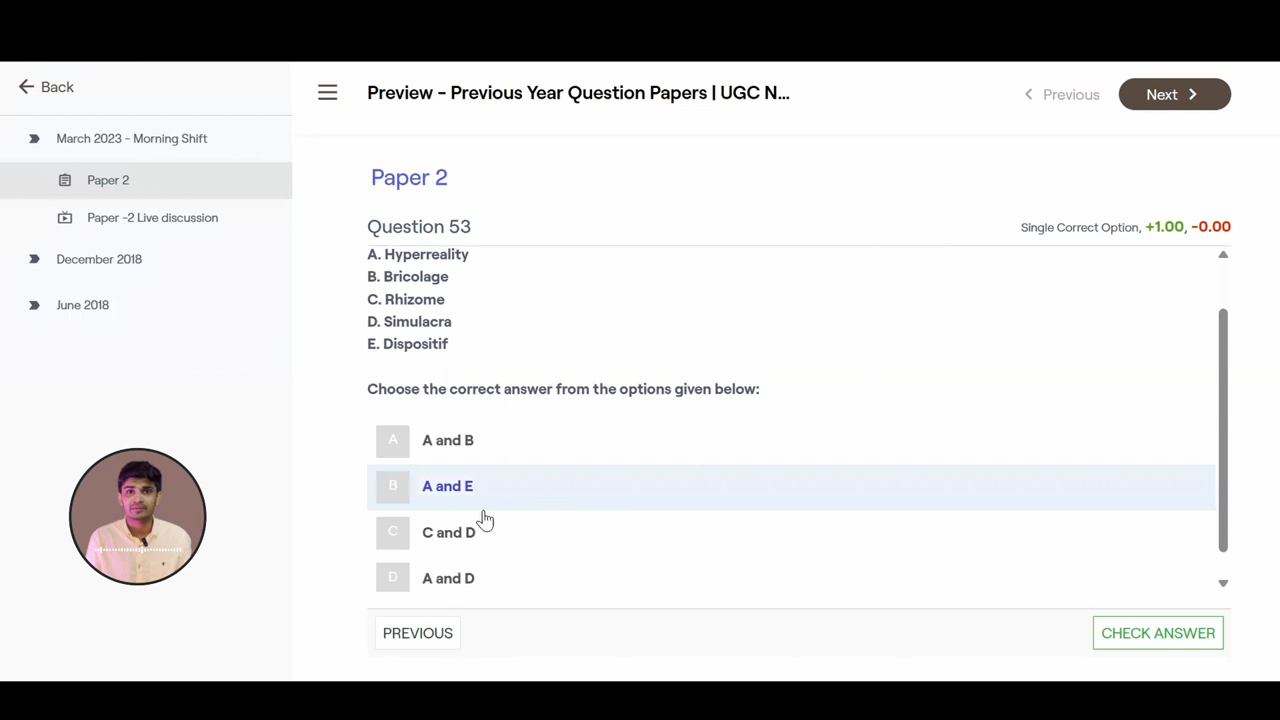 Back
Preview - Previous Year Question Papers | UGC N...
Previous
Next
March 2023 - Morning Shift
Paper 2
Paper -2 Live discussion
December 2018
June 2018
Paper 2
Question 53
Single Correct Option, +1.00, -0.00
A. Hyperreality
B. Bricolage
C. Rhizome
D. Simulacra
E. Dispositif
Choose the correct answer from the options given below:
A A and B
B A and E
C C and D
D A and D
PREVIOUS
CHECK ANSWER